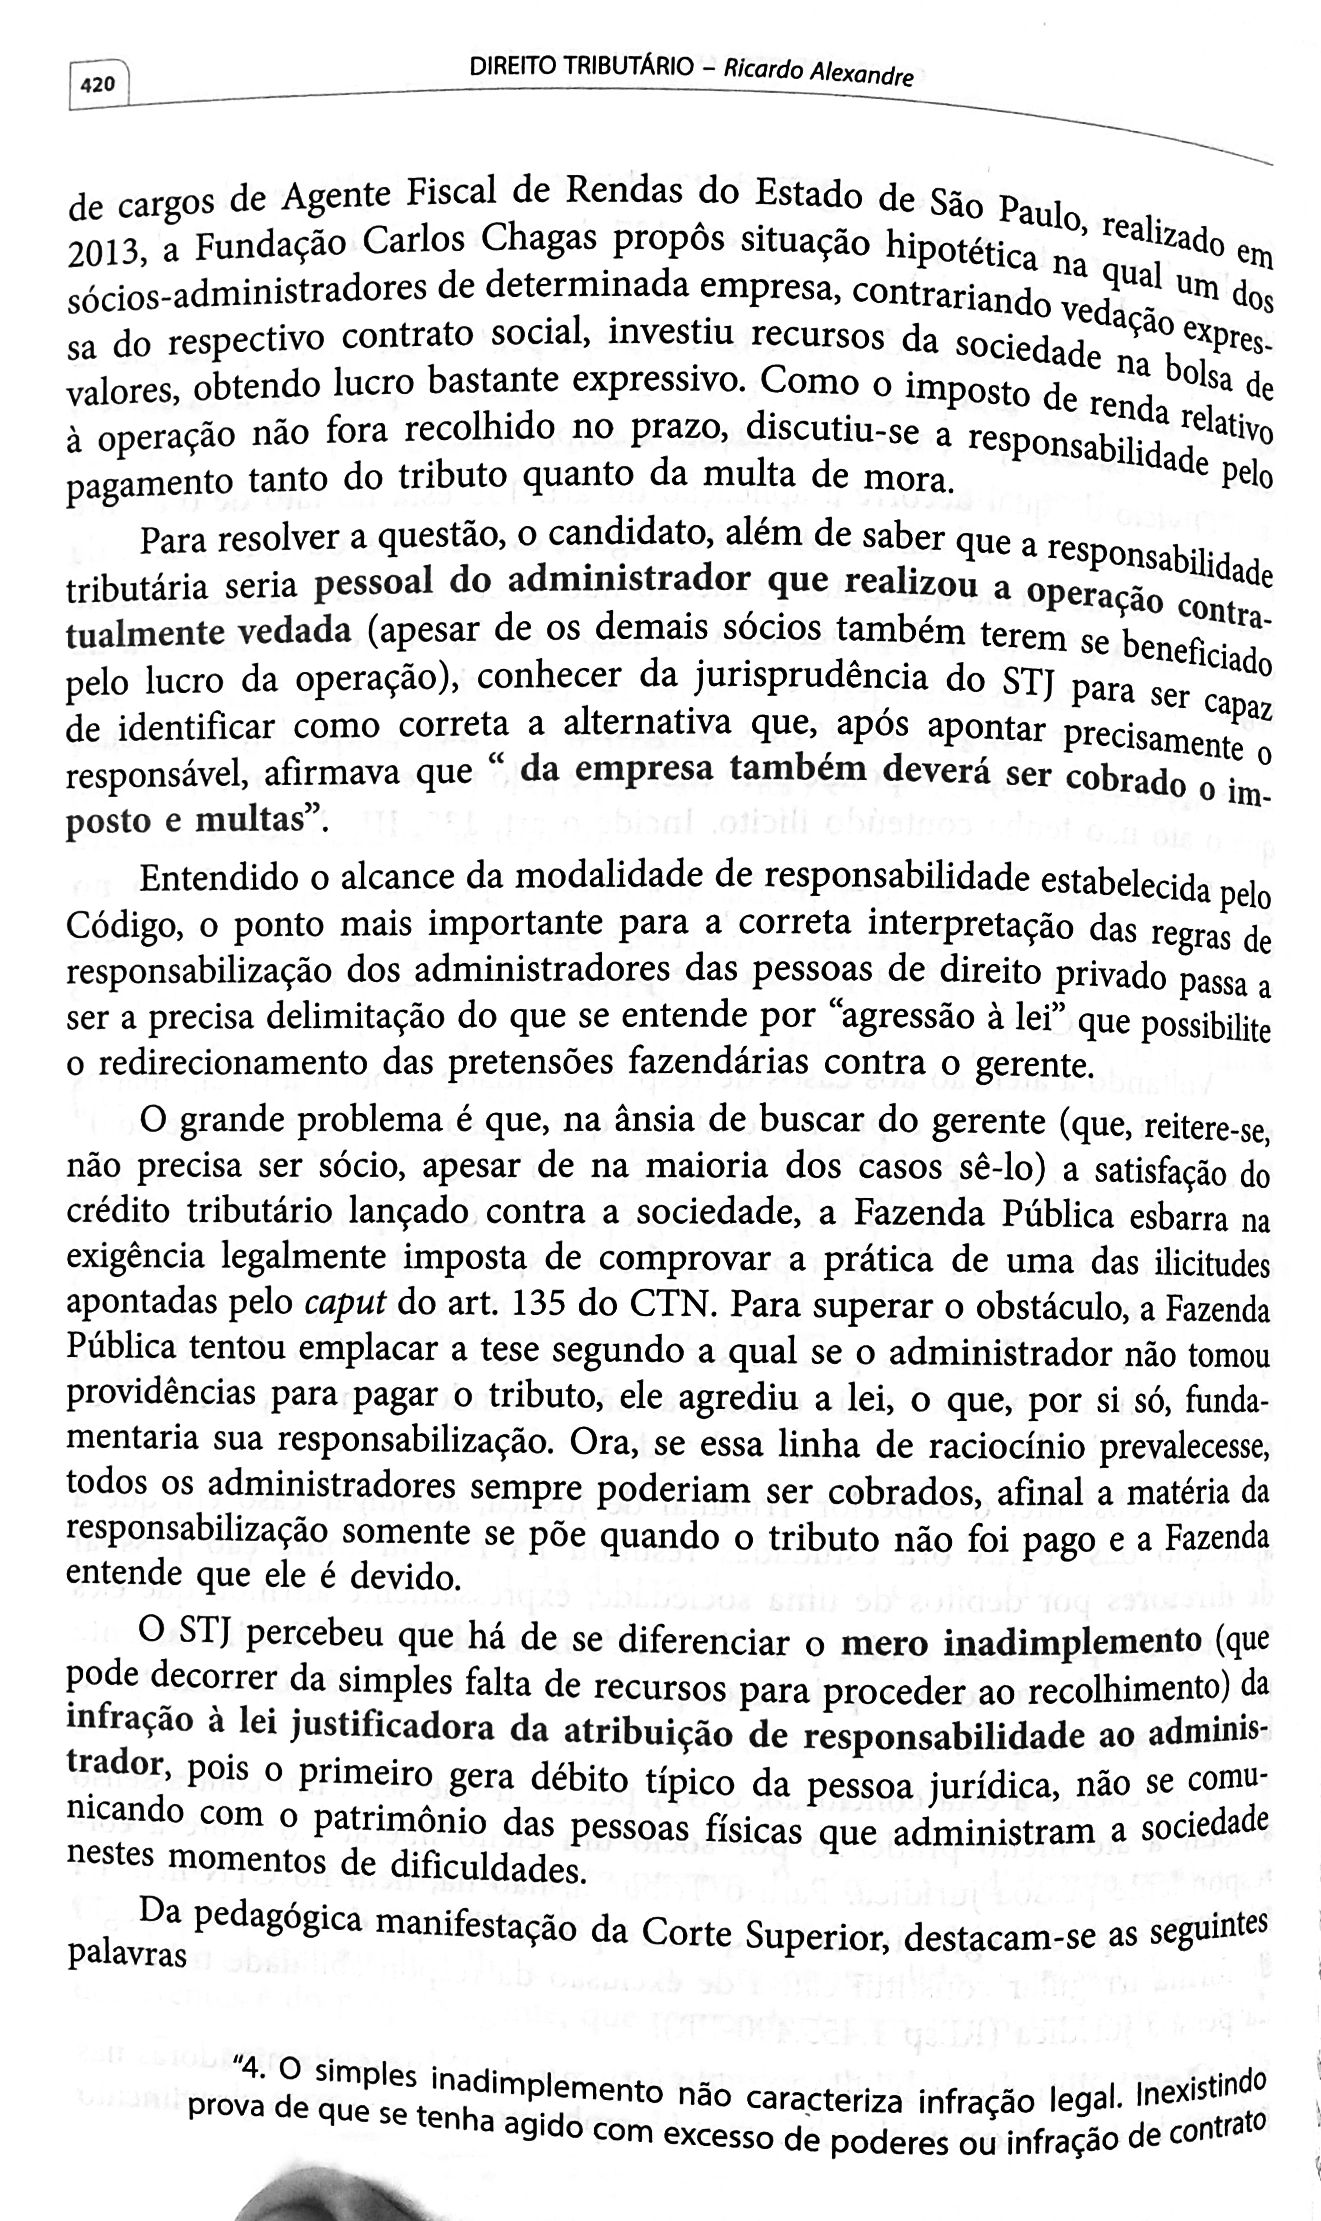 420
DIREITO TRIBUTÁRIO – Ricardo Alexandre
de cargos de Agente Fiscal de Rendas do Estado de São Paulo, realizado em
2013, a Fundação Carlos Chagas propôs situação hipotética na qual um dos
sócios-administradores de determinada empresa, contrariando vedação expres-
sa do respectivo contrato social, investiu recursos da sociedade na bolsa de
valores, obtendo lucro bastante expressivo. Como o imposto de renda relativo
à operação não fora recolhido no prazo, discutiu-se a responsabilidade pelo
pagamento tanto do tributo quanto da multa de mora.
Para resolver a questão, o candidato, além de saber que a responsabilidade
tributária seria pessoal do administrador que realizou a operação contra-
tualmente vedada (apesar de os demais sócios também terem se beneficiado
pelo lucro da operação), conhecer da jurisprudência do STJ para ser capaz
de identificar como correta a alternativa que, após apontar precisamente o
responsável, afirmava que “ da empresa também deverá ser cobrado o im-
posto e multas”.
Entendido o alcance da modalidade de responsabilidade estabelecida pelo
Código, o ponto mais importante para a correta interpretação das regras de
responsabilização dos administradores das pessoas de direito privado passa a
ser a precisa delimitação do que se entende por “agressão à lei” que possibilite
o redirecionamento das pretensões fazendárias contra o gerente.
O grande problema é que, na ânsia de buscar do gerente (que, reitere-se,
não precisa ser sócio, apesar de na maioria dos casos sê-lo) a satisfação do
crédito tributário lançado contra a sociedade, a Fazenda Pública esbarra na
exigência legalmente imposta de comprovar a prática de uma das ilicitudes
apontadas pelo caput do art. 135 do CTN. Para superar o obstáculo, a Fazenda
Pública tentou emplacar a tese segundo a qual se o administrador não tomou
providências para pagar o tributo, ele agrediu a lei, o que, por si só, funda-
mentaria sua responsabilização. Ora, se essa linha de raciocínio prevalecesse,
todos os administradores sempre poderiam ser cobrados, afinal a matéria da
responsabilização somente se põe quando o tributo não foi pago e a Fazenda
entende que ele é devido.
O STJ percebeu que há de se diferenciar o mero inadimplemento (que
pode decorrer da simples falta de recursos para proceder ao recolhimento) da
infração à lei justificadora da atribuição de responsabilidade ao adminis-
trador, pois o primeiro gera débito típico da pessoa jurídica, não se comu-
nicando com o patrimônio das pessoas físicas que administram a sociedade
nestes momentos de dificuldades.
Da pedagógica manifestação da Corte Superior, destacam-se as seguintes
palavras
“4. O simples inadimplemento não caracteriza infração legal. Inexistindo
prova de que se tenha agido com excesso de poderes ou infração de contrato